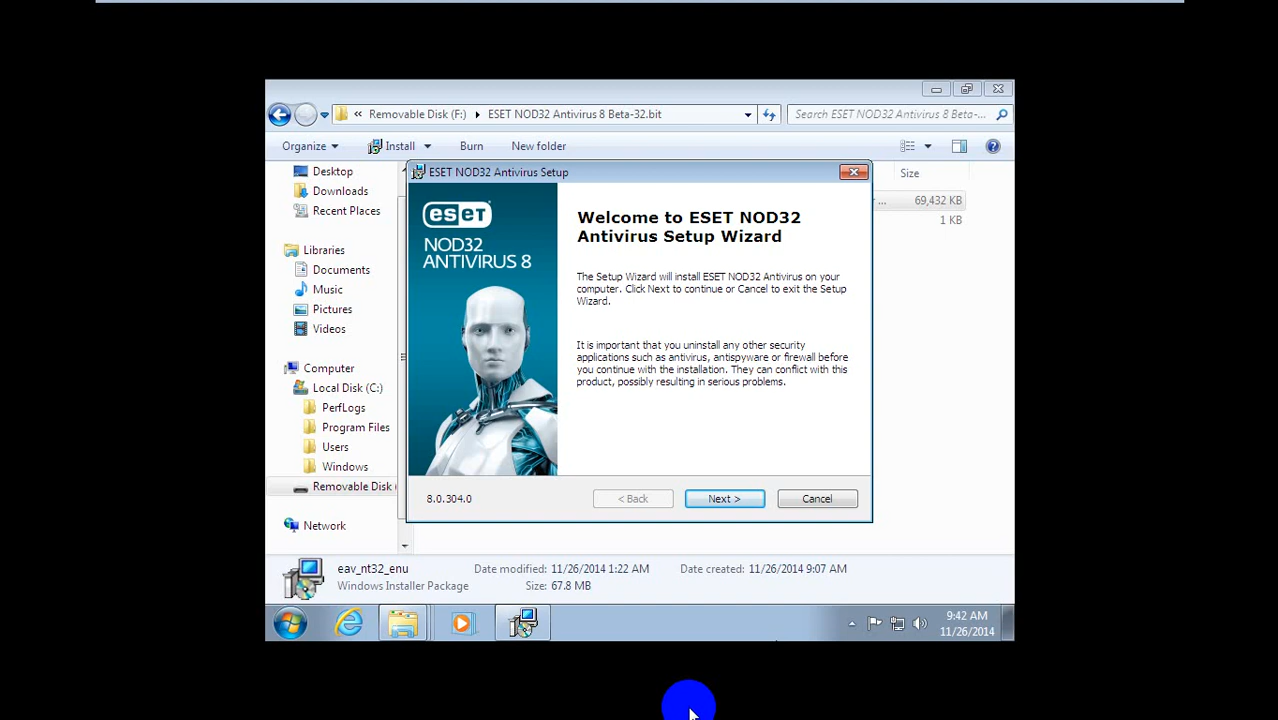 « Removable Disk (F:) ▸ ESET NOD32 Antivirus 8 Beta-32.bit
Search ESET NOD32 Antivirus 8 Beta-...
Organize
Install
Burn
New folder
Desktop
Downloads
Recent Places
Libraries
Documents
Music
Pictures
Videos
Computer
Local Disk (C:)
PerfLogs
Program Files
Users
Windows
Removable Disk (
Network
Size
... 69,432 KB
1 KB
ESET NOD32 Antivirus Setup
eseT
NOD32
ANTIVIRUS 8
Welcome to ESET NOD32
Antivirus Setup Wizard
The Setup Wizard will install ESET NOD32 Antivirus on your
computer. Click Next to continue or Cancel to exit the Setup
Wizard.
It is important that you uninstall any other security
applications such as antivirus, antispyware or firewall before
you continue with the installation. They can conflict with this
product, possibly resulting in serious problems.
8.0.304.0
< Back
Next >
Cancel
eav_nt32_enu
Date modified: 11/26/2014 1:22 AM
Date created: 11/26/2014 9:07 AM
Windows Installer Package
Size: 67.8 MB
9:42 AM
11/26/2014